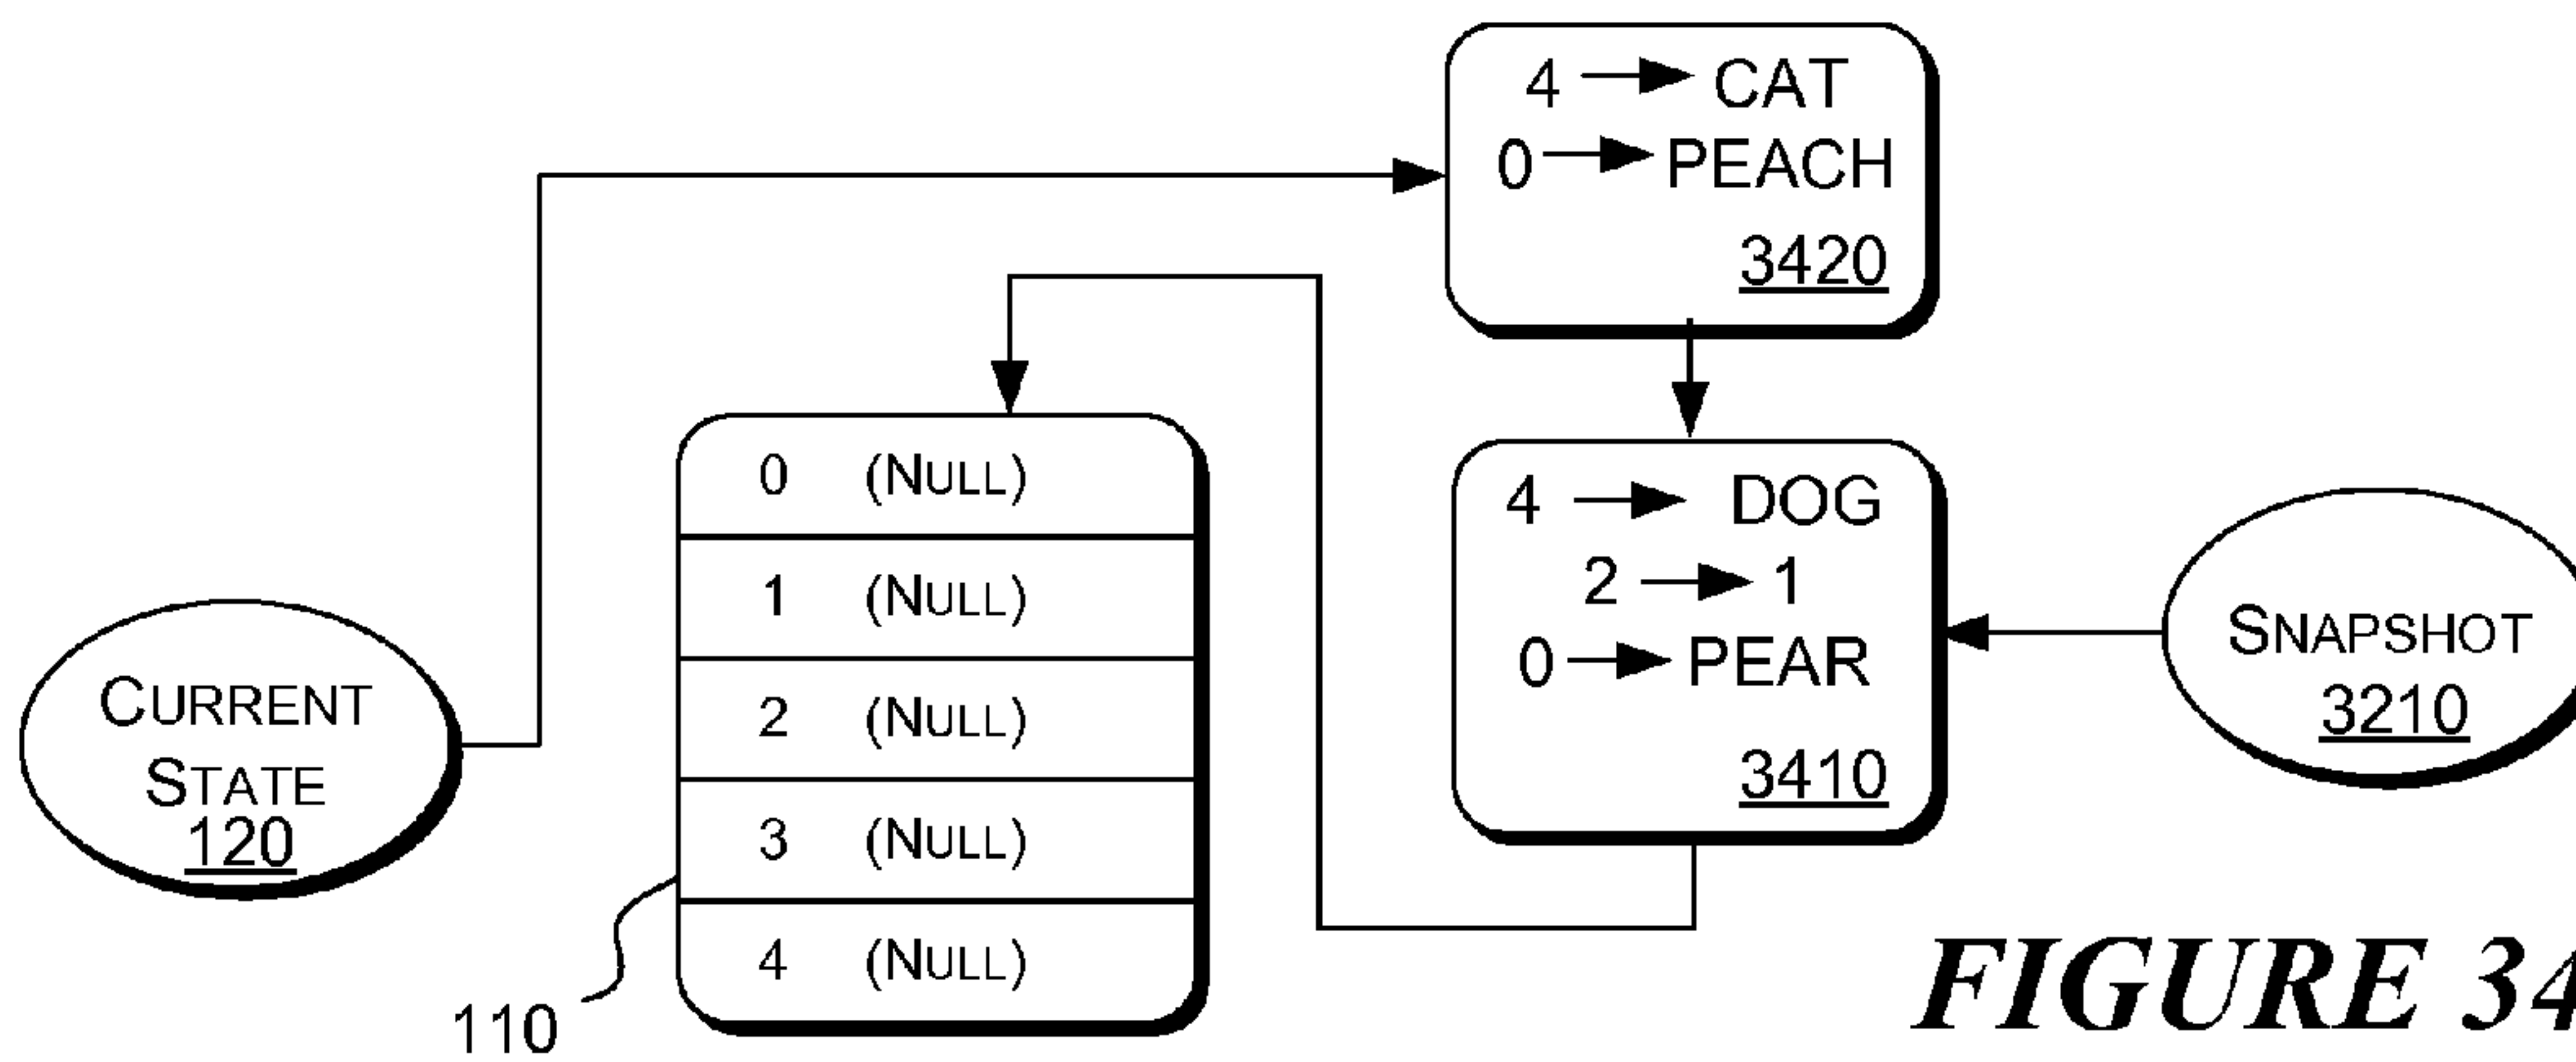 4 → CAT
0 → PEACH
3420
0 (NULL)
1 (NULL)
2 (NULL)
3 (NULL)
4 (NULL)
110
CURRENT
STATE
120
4 → DOG
2 → 1
0 → PEAR
3410
SNAPSHOT
3210
FIGURE 34